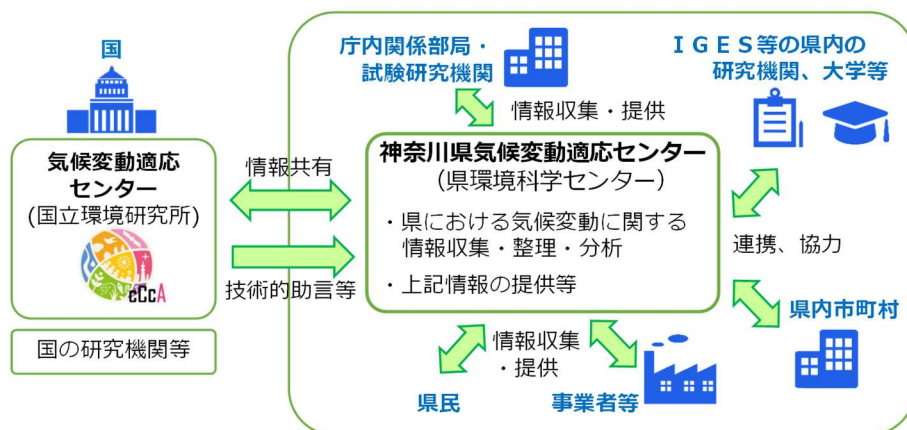 国
気候変動適応
センター
(国立環境研究所)
cCcA
国の研究機関等
情報共有
技術的助言等
庁内関係部局・
試験研究機関
情報収集・提供
ＩＧＥＳ等の県内の
研究機関、大学等
神奈川県気候変動適応センター
（県環境科学センター）
・県における気候変動に関する
情報収集・整理・分析
・上記情報の提供等
連携、協力
県内市町村
情報収集
・提供
県民
事業者等